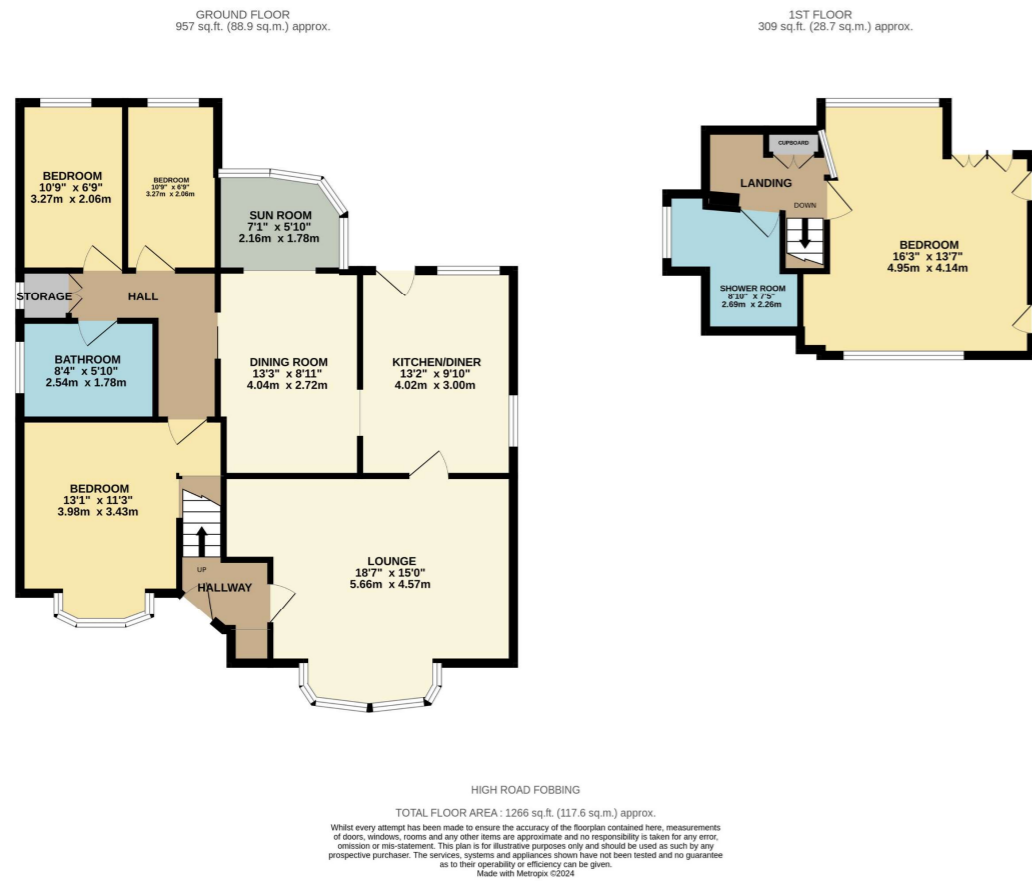 GROUND FLOOR
957 sq.ft. (88.9 sq.m.) approx.
1ST FLOOR
309 sq.ft. (28.7 sq.m.) approx.
BEDROOM
10'9" x 6'9"
3.27m x 2.06m
BEDROOM
10'9" x 6'9"
3.27m x 2.06m
SUN ROOM
7'1" x 5'10"
2.16m x 1.78m
STORAGE
HALL
BATHROOM
8'4" x 5'10"
2.54m x 1.78m
DINING ROOM
13'3" x 8'11"
4.04m x 2.72m
KITCHEN/DINER
13'2" x 9'10"
4.02m x 3.00m
BEDROOM
13'1" x 11'3"
3.98m x 3.43m
UP
HALLWAY
LOUNGE
18'7" x 15'0"
5.66m x 4.57m
CUPBOARD
LANDING
DOWN
BEDROOM
16'3" x 13'7"
4.95m x 4.14m
SHOWER ROOM
8'10" x 7'5"
2.69m x 2.26m
HIGH ROAD FOBBING
TOTAL FLOOR AREA : 1266 sq.ft. (117.6 sq.m.) approx.
Whilst every attempt has been made to ensure the accuracy of the floorplan contained here, measurements
of doors, windows, rooms and any other items are approximate and no responsibility is taken for any error,
omission or mis-statement. This plan is for illustrative purposes only and should be used as such by any
prospective purchaser. The services, systems and appliances shown have not been tested and no guarantee
as to their operability or efficiency can be given.
Made with Metropix ©2024